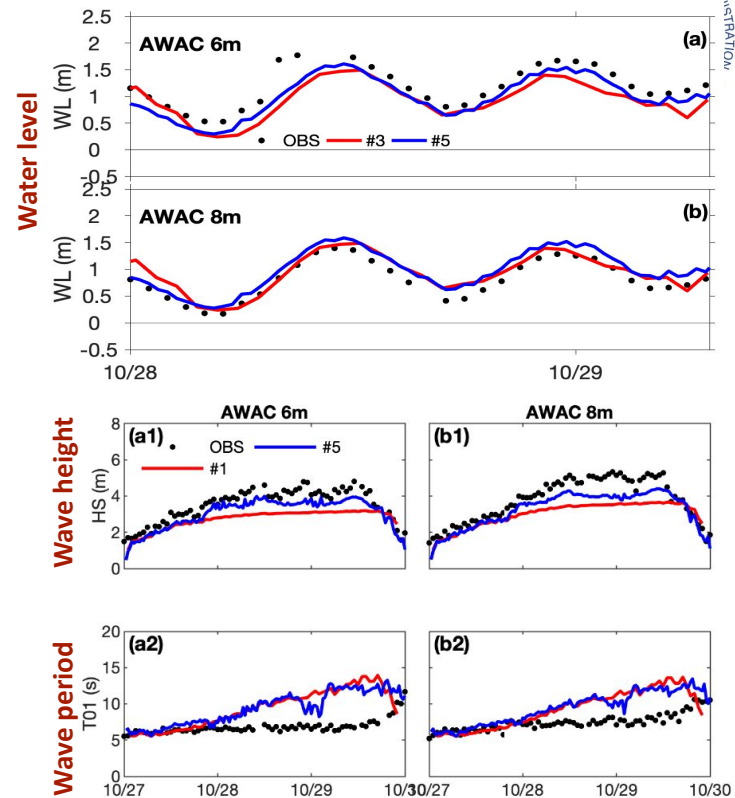 ISTRATION
2.5
AWAC 6m
(a)
2
1.5
WL (m)
1
0.5
OBS #3 #5
0
-0.5
Water level
2.5
AWAC 8m
(b)
2
1.5
WL (m)
1
0.5
0
-0.5
10/28 10/29
AWAC 6m AWAC 8m
8
(a1) OBS #5
#1
(b1)
6
HS (m)
4
2
0
Wave height
20
(a2) (b2)
15
T01 (s)
10
5
0
Wave period
10/27 10/28 10/29 10/30 10/27 10/28 10/29 10/30